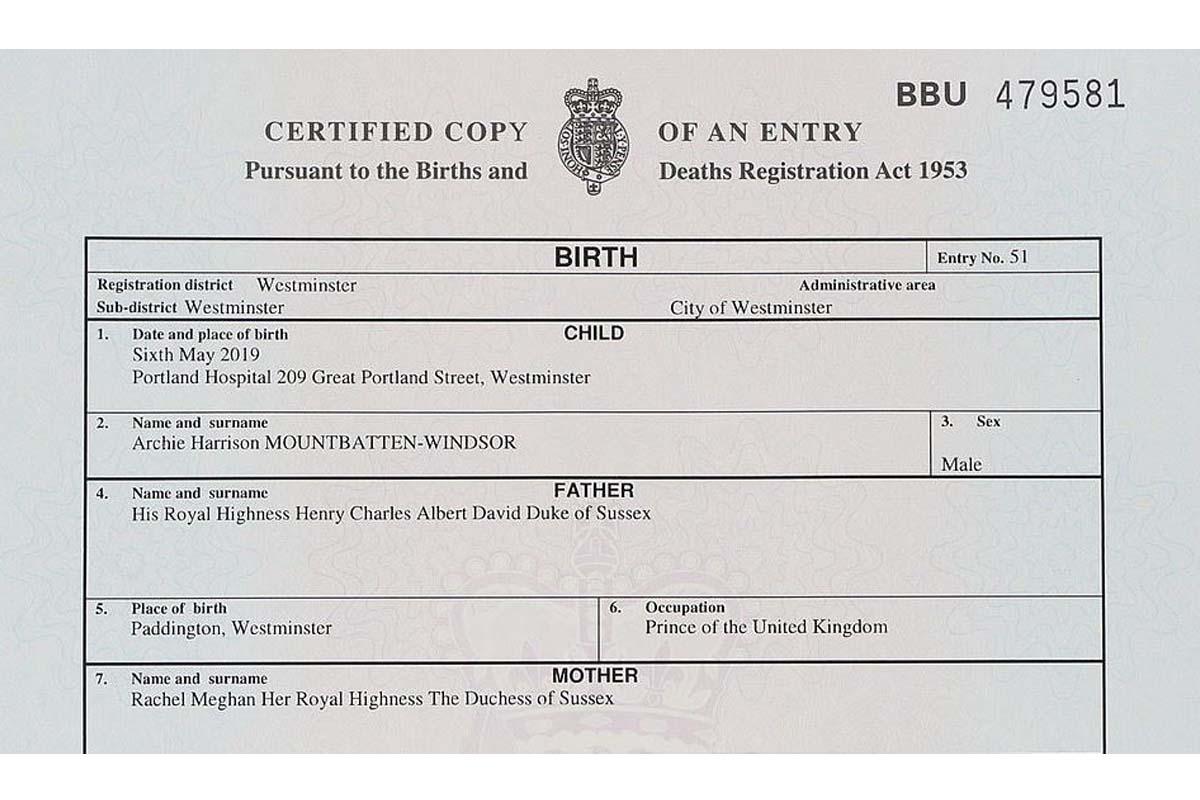 BBU 479581
CERTIFIED COPY OF AN ENTRY
Pursuant to the Births and Deaths Registration Act 1953
BIRTH
Entry No. 51
Registration district Westminster
Administrative area
Sub-district Westminster
City of Westminster
CHILD
1. Date and place of birth
Sixth May 2019
Portland Hospital 209 Great Portland Street, Westminster
2. Name and surname
Archie Harrison MOUNTBATTEN-WINDSOR
3. Sex
Male
FATHER
4. Name and surname
His Royal Highness Henry Charles Albert David Duke of Sussex
5. Place of birth
Paddington, Westminster
6. Occupation
Prince of the United Kingdom
MOTHER
7. Name and surname
Rachel Meghan Her Royal Highness The Duchess of Sussex